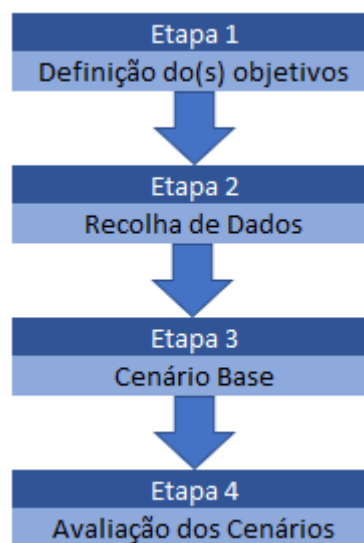 Etapa 1
Definição do(s) objetivos
Etapa 2
Recolha de Dados
Etapa 3
Cenário Base
Etapa 4
Avaliação dos Cenários